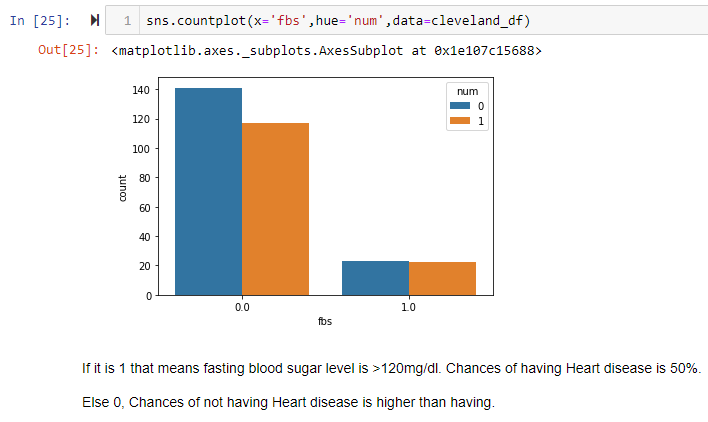 In [25]: 1 sns.countplot(x='fbs',hue='num',data=cleveland_df)
Out[25]: <matplotlib.axes._subplots.AxesSubplot at 0x1e107c15688>
num
0
1
140
120
100
80
60
40
20
0
count
0.0 1.0
fbs
If it is 1 that means fasting blood sugar level is >120mg/dl. Chances of having Heart disease is 50%.
Else 0, Chances of not having Heart disease is higher than having.